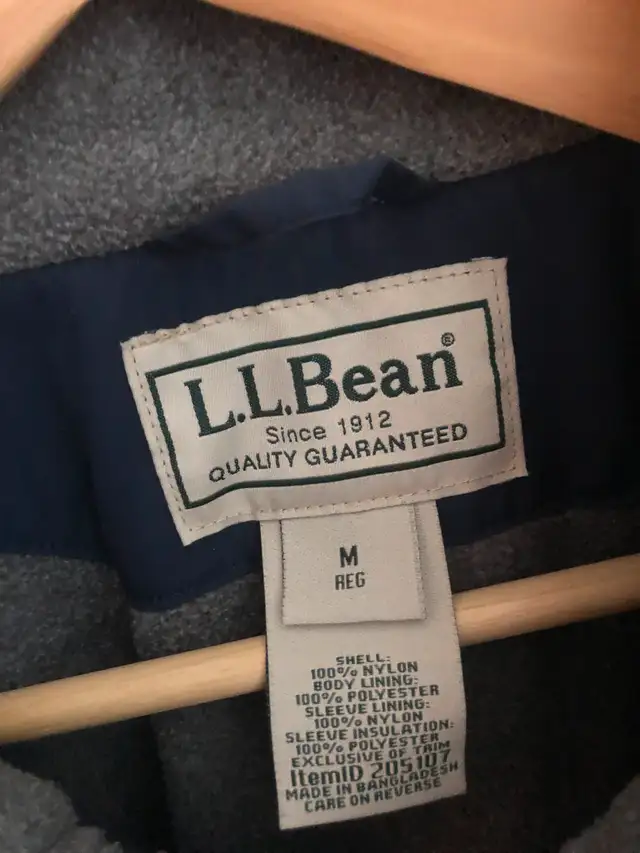 L.L.Bean®
Since 1912
QUALITY GUARANTEED
M
REG
SHELL:
100% NYLON
BODY LINING:
100% POLYESTER
SLEEVE LINING:
100% NYLON
SLEEVE INSULATION:
100% POLYESTER
EXCLUSIVE OF TRIM
ItemID 205107
MADE IN BANGLADESH
CARE ON REVERSE